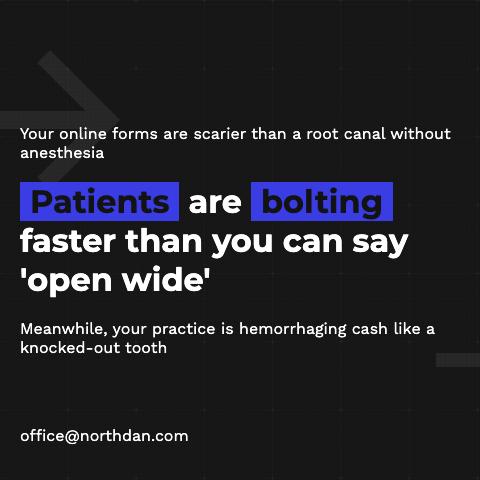 Your online forms are scarier than a root canal without
anesthesia
Patients are bolting
faster than you can say
'open wide'
Meanwhile, your practice is hemorrhaging cash like a
knocked-out tooth
office@northdan.com